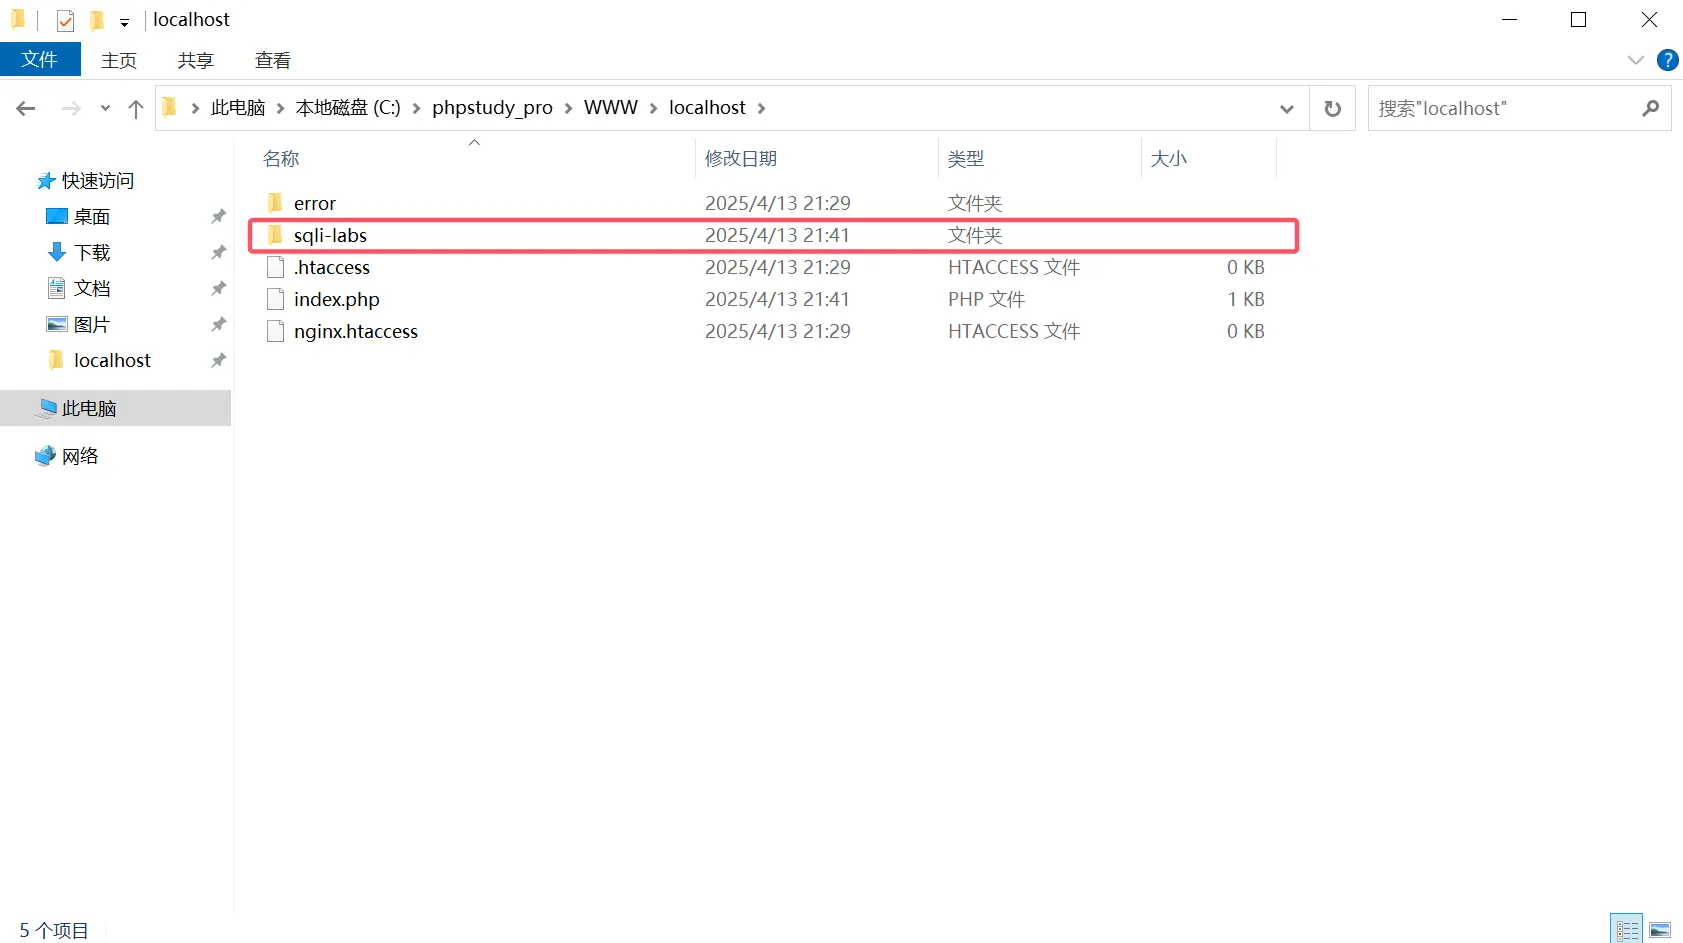 localhost
文件 主页 共享 查看
此电脑 本地磁盘 (C:) phpstudy_pro WWW localhost 搜索"localhost"
名称 修改日期 类型 大小
快速访问
桌面
下载
文档
图片
localhost
此电脑
网络
error 2025/4/13 21:29 文件夹
sqli-labs 2025/4/13 21:41 文件夹
.htaccess 2025/4/13 21:29 HTACCESS 文件 0 KB
index.php 2025/4/13 21:41 PHP 文件 1 KB
nginx.htaccess 2025/4/13 21:29 HTACCESS 文件 0 KB
5 个项目